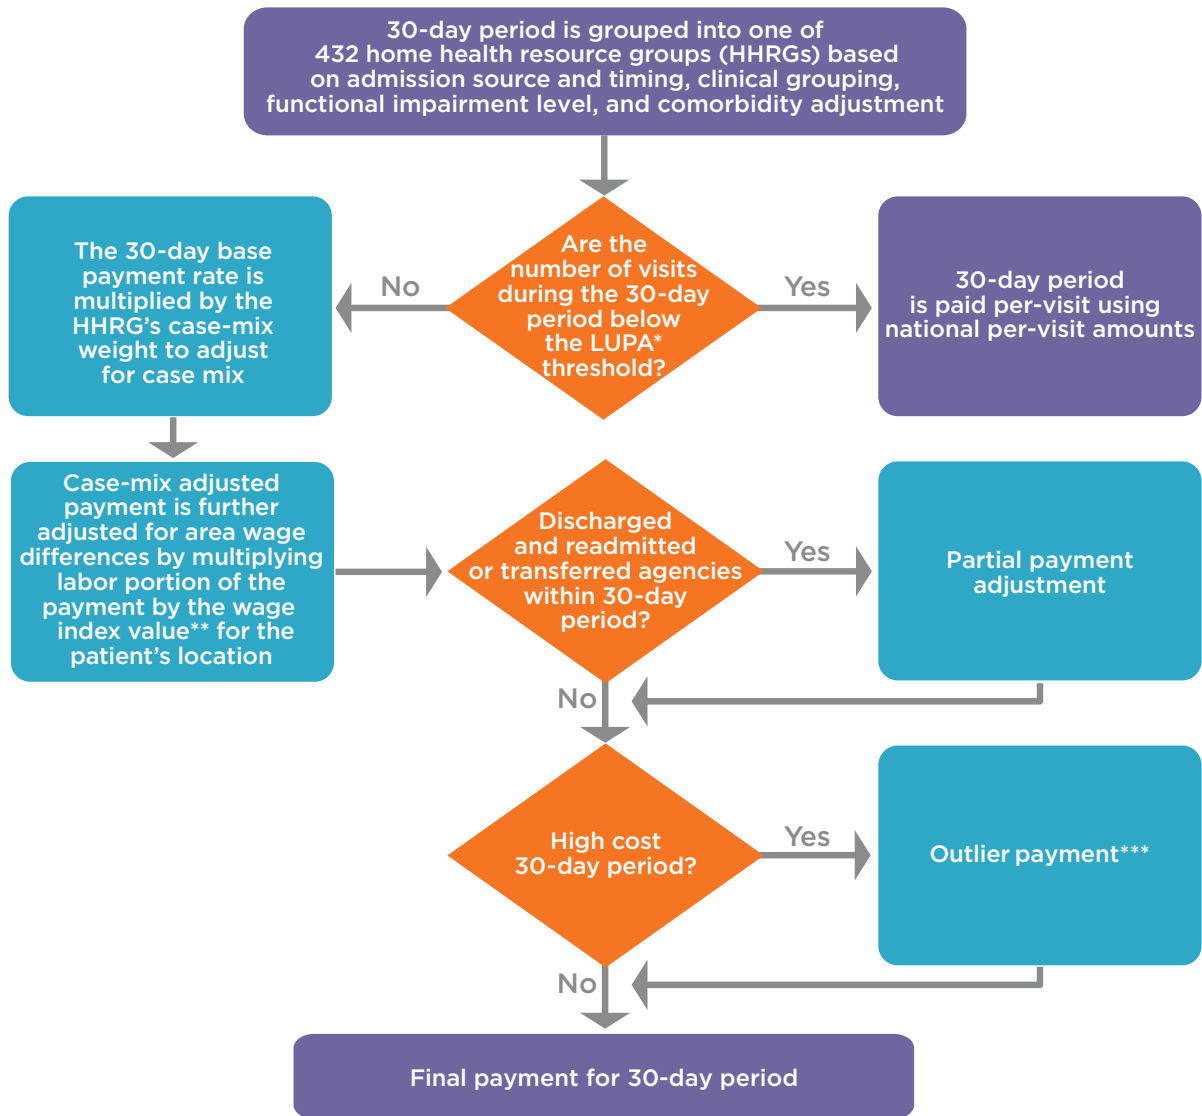 30-day period is grouped into one of
432 home health resource groups (HHRGs) based
on admission source and timing, clinical grouping,
functional impairment level, and comorbidity adjustment
The 30-day base
payment rate is
multiplied by the
HHRG's case-mix
weight to adjust
for case mix
No
Are the
number of visits
during the 30-day
period below
the LUPA*
threshold?
Yes
30-day period
is paid per-visit using
national per-visit amounts
Case-mix adjusted
payment is further
adjusted for area wage
differences by multiplying
labor portion of the
payment by the wage
index value** for the
patient's location
Discharged
and readmitted
or transferred agencies
within 30-day
period?
Yes
Partial payment
adjustment
No
High cost
30-day period?
Yes
Outlier payment***
No
Final payment for 30-day period